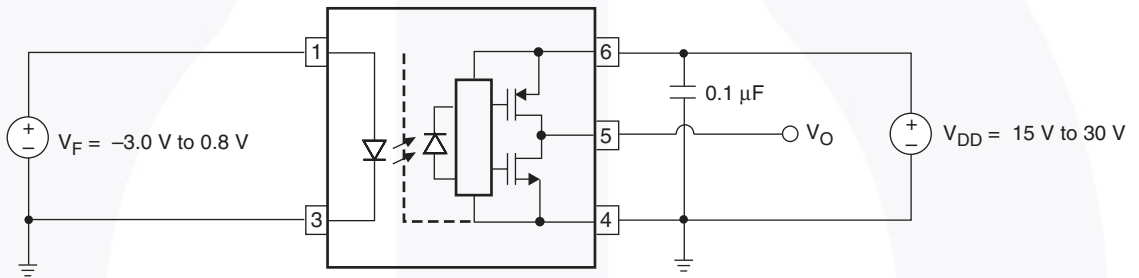 1
6
+
–
V_F = –3.0 V to 0.8 V
0.1 μF
5
V_O
+
–
V_DD = 15 V to 30 V
3
4